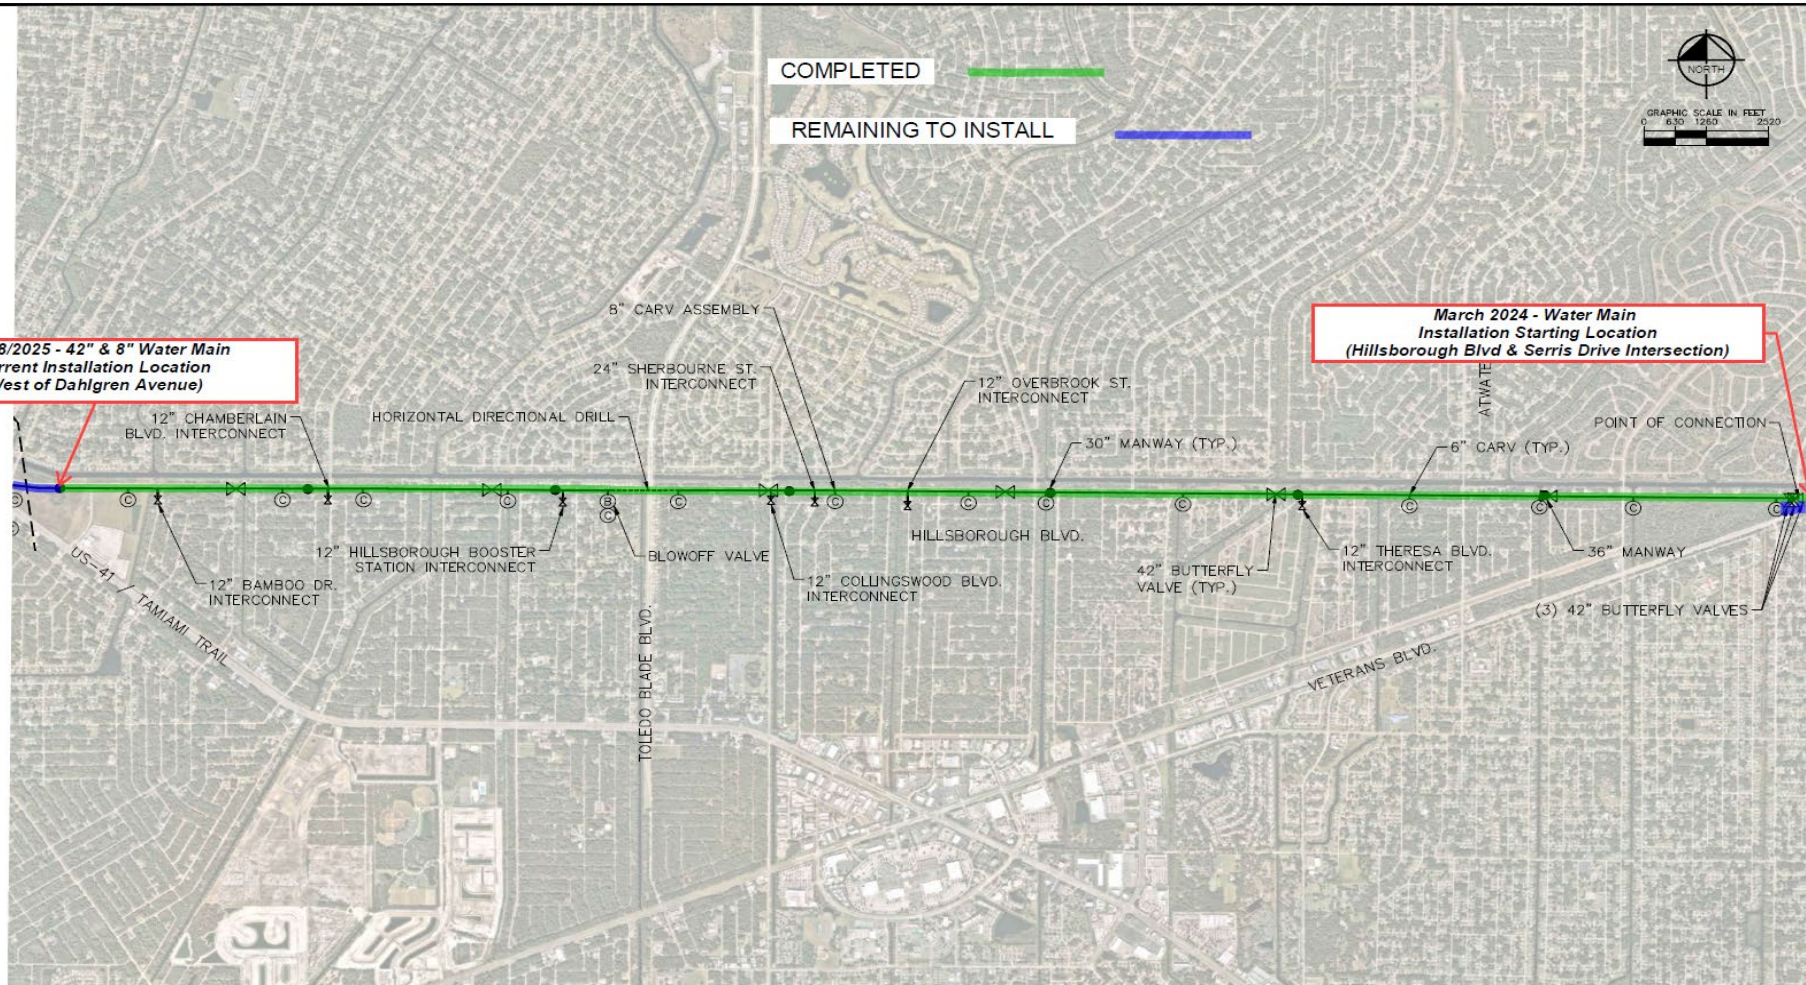 COMPLETED
REMAINING TO INSTALL
NORTH
GRAPHIC SCALE IN FEET
0 630 1260 2520
8" CARV ASSEMBLY
March 2024 - Water Main
Installation Starting Location
(Hillsborough Blvd & Serris Drive Intersection)
8/2025 - 42" & 8" Water Main
rrent Installation Location
West of Dahlgren Avenue)
24" SHERBOURNE ST.
INTERCONNECT
12" OVERBROOK ST.
INTERCONNECT
ATWATE
12" CHAMBERLAIN
BLVD. INTERCONNECT
HORIZONTAL DIRECTIONAL DRILL
30" MANWAY (TYP.)
6" CARV (TYP.)
POINT OF CONNECTION
C C C C C B C C C C C C C C C C C
HILLSBOROUGH BLVD.
12" HILLSBOROUGH BOOSTER
STATION INTERCONNECT
BLOWOFF VALVE
12" BAMBOO DR.
INTERCONNECT
12" COLLINGSWOOD BLVD.
INTERCONNECT
42" BUTTERFLY
VALVE (TYP.)
12" THERESA BLVD.
INTERCONNECT
36" MANWAY
(3) 42" BUTTERFLY VALVES
US-41 / TAMIAMI TRAIL
TOLEDO BLADE BLVD.
VETERANS BLVD.